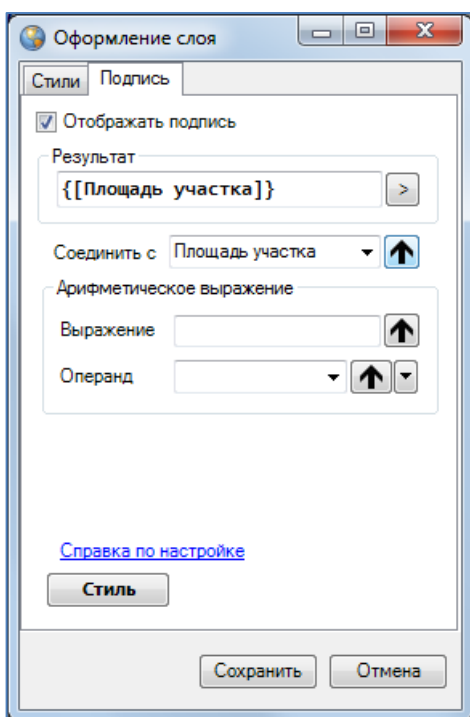 Оформление слоя
Стили Подпись
Отображать подпись
Результат
{[Площадь участка]} >
Соединить с Площадь участка
Арифметическое выражение
Выражение
Операнд
Справка по настройке
Стиль
Сохранить Отмена